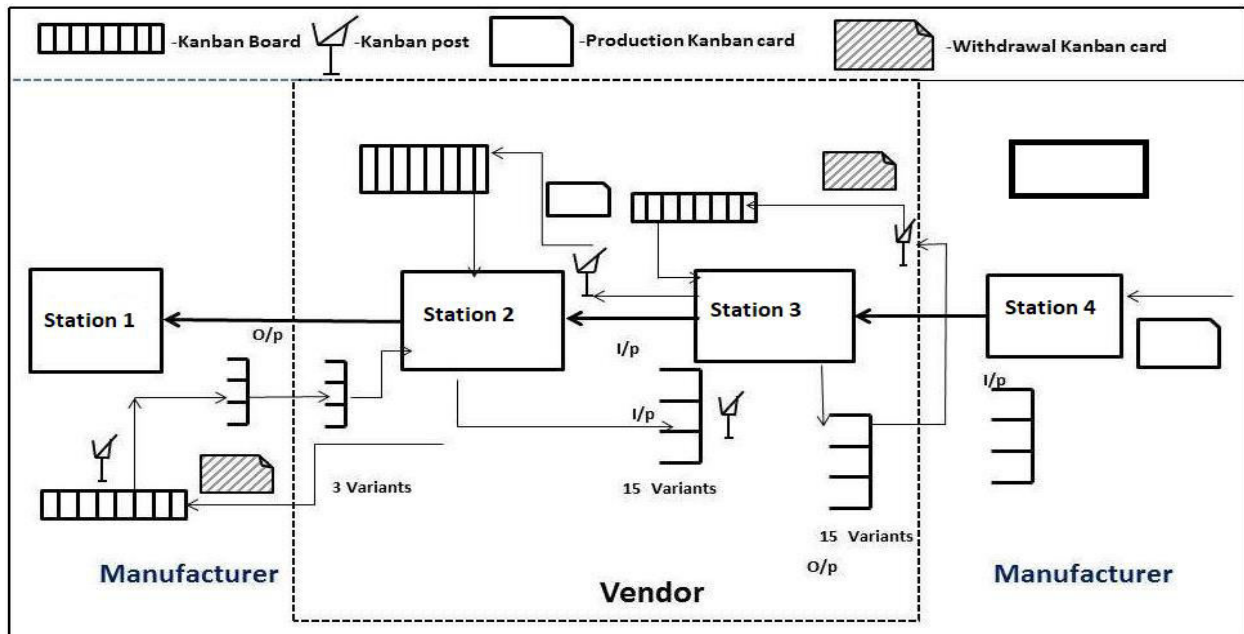 -Kanban Board
-Kanban post
-Production Kanban card
-Withdrawal Kanban card
Station 1
Station 2
Station 3
Station 4
O/p
I/p
I/p
I/p
3 Variants
15 Variants
15 Variants
O/p
Manufacturer
Vendor
Manufacturer